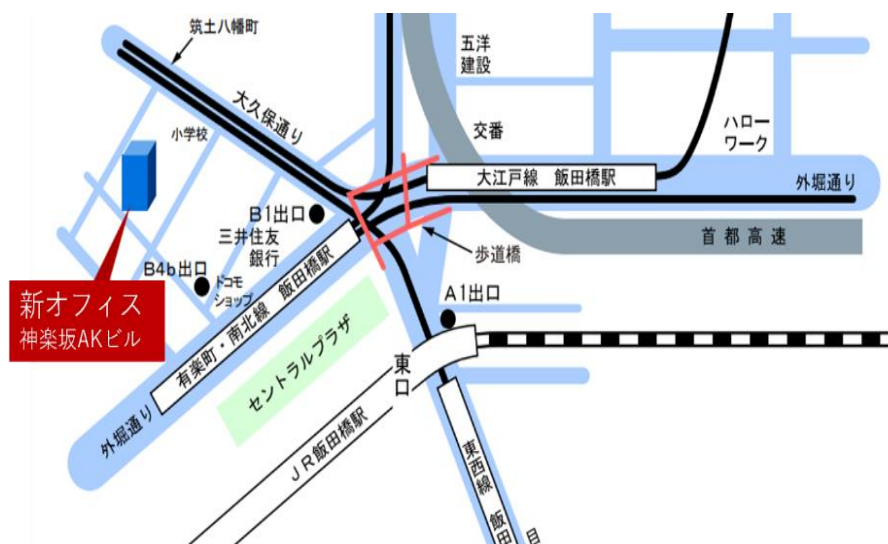 筑土八幡町
大久保通り
小学校
五洋
建設
交番
ハロー
ワーク
大江戸線 飯田橋駅
外堀通り
B1出口
三井住友
銀行
歩道橋
首都高速
B4b出口
ドコモ
ショップ
有楽町・南北線 飯田橋駅
新オフィス
神楽坂AKビル
A1出口
セントラルプラザ
東口
外堀通り
JR飯田橋駅
東西線 飯田
目